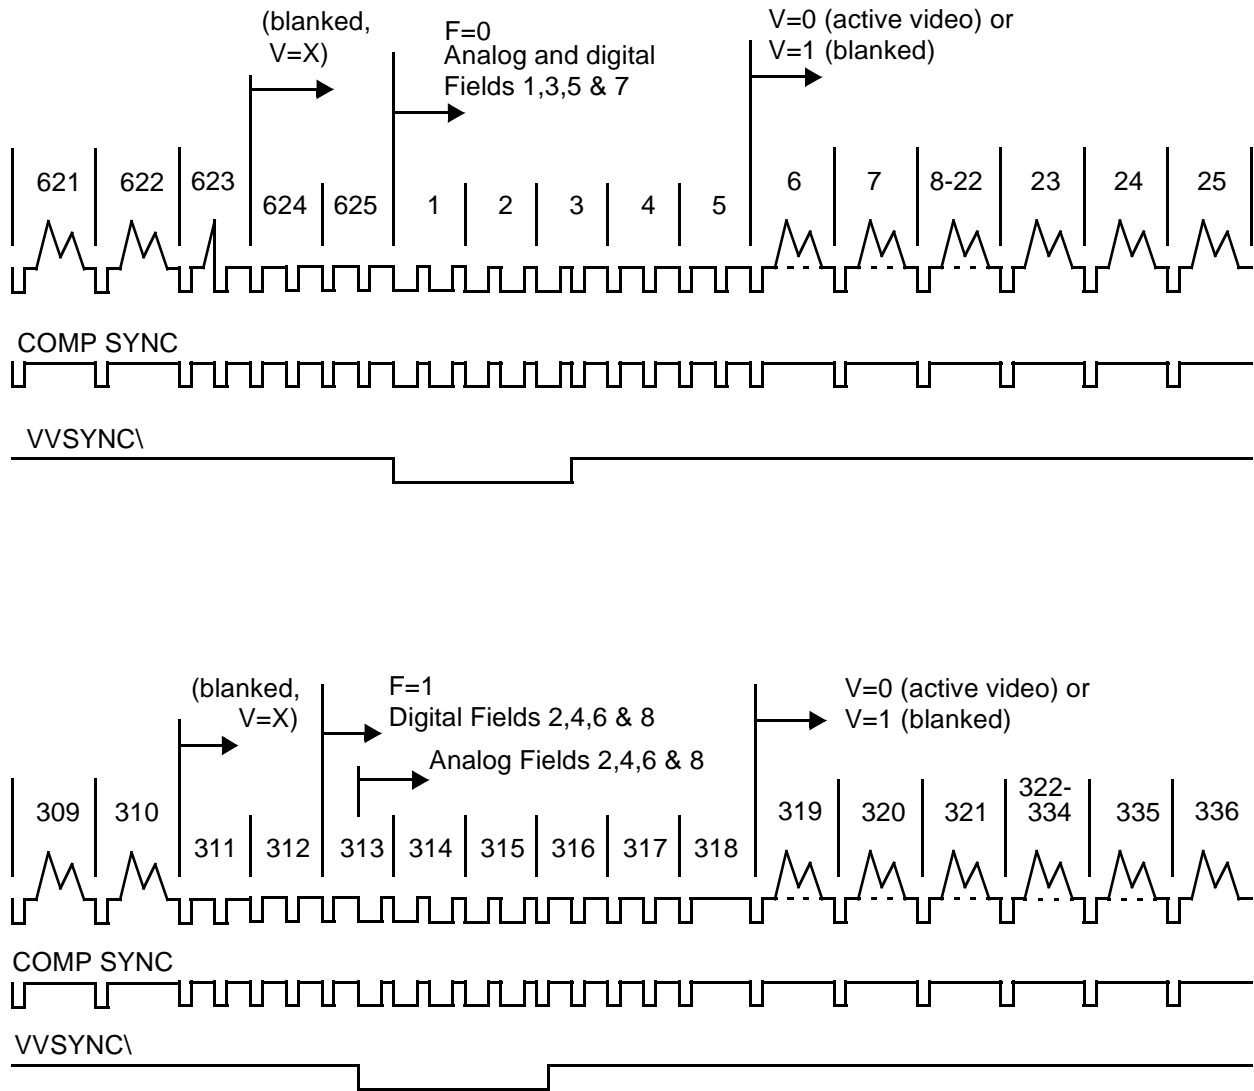 (blanked,
V=X)
F=0
Analog and digital
Fields 1,3,5 & 7
V=0 (active video) or
V=1 (blanked)
621 622 623 624 625 1 2 3 4 5 6 7 8-22 23 24 25
COMP SYNC
VVSYNC\
(blanked,
V=X)
F=1
Digital Fields 2,4,6 & 8
Analog Fields 2,4,6 & 8
V=0 (active video) or
V=1 (blanked)
309 310 311 312 313 314 315 316 317 318 319 320 321 322-
334 335 336
COMP SYNC
VVSYNC\